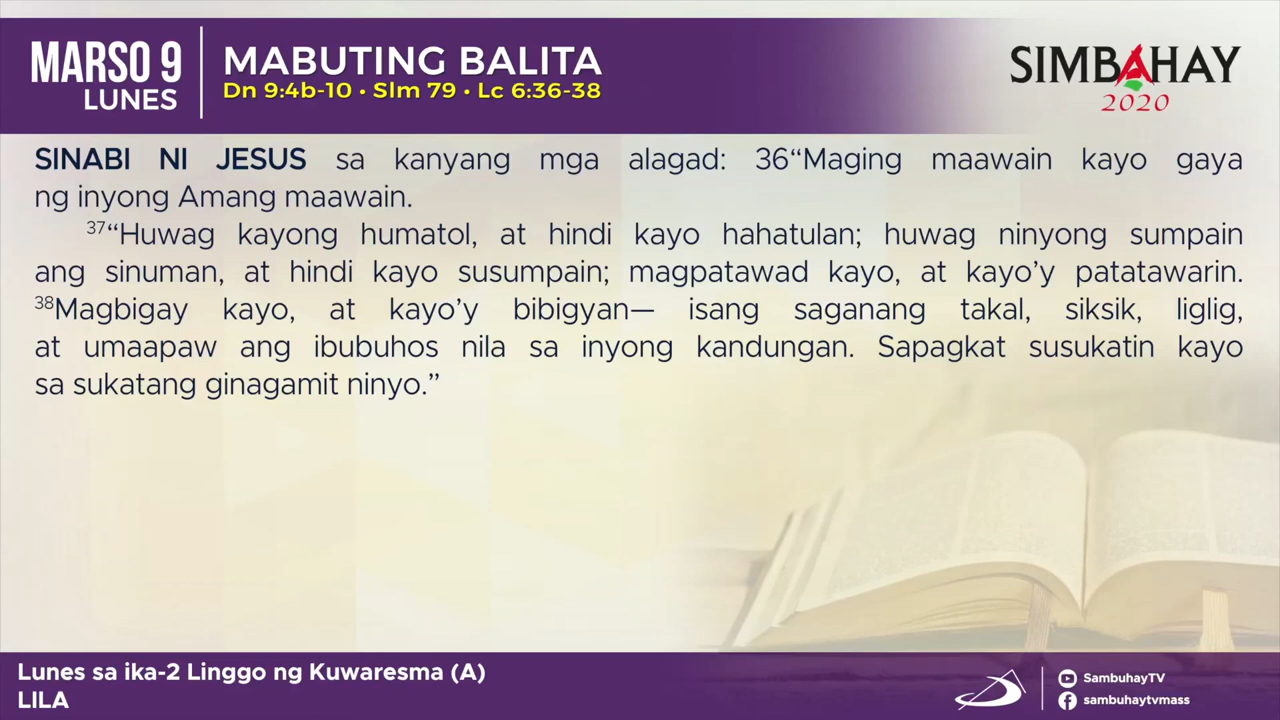 MARSO 9
LUNES
MABUTING BALITA
Dn 9:4b-10 • Slm 79 • Lc 6:36-38
SIMBAHAY
2020
SINABI NI JESUS sa kanyang mga alagad: 36“Maging maawain kayo gaya
ng inyong Amang maawain.
37“Huwag kayong humatol, at hindi kayo hahatulan; huwag ninyong sumpain
ang sinuman, at hindi kayo susumpain; magpatawad kayo, at kayo’y patatawarin.
38Magbigay kayo, at kayo’y bibigyan— isang saganang takal, siksik, liglig,
at umaapaw ang ibubuhos nila sa inyong kandungan. Sapagkat susukatin kayo
sa sukatang ginagamit ninyo.”
Lunes sa ika-2 Linggo ng Kuwaresma (A)
LILA
SambuhayTV
sambuhaytvmass